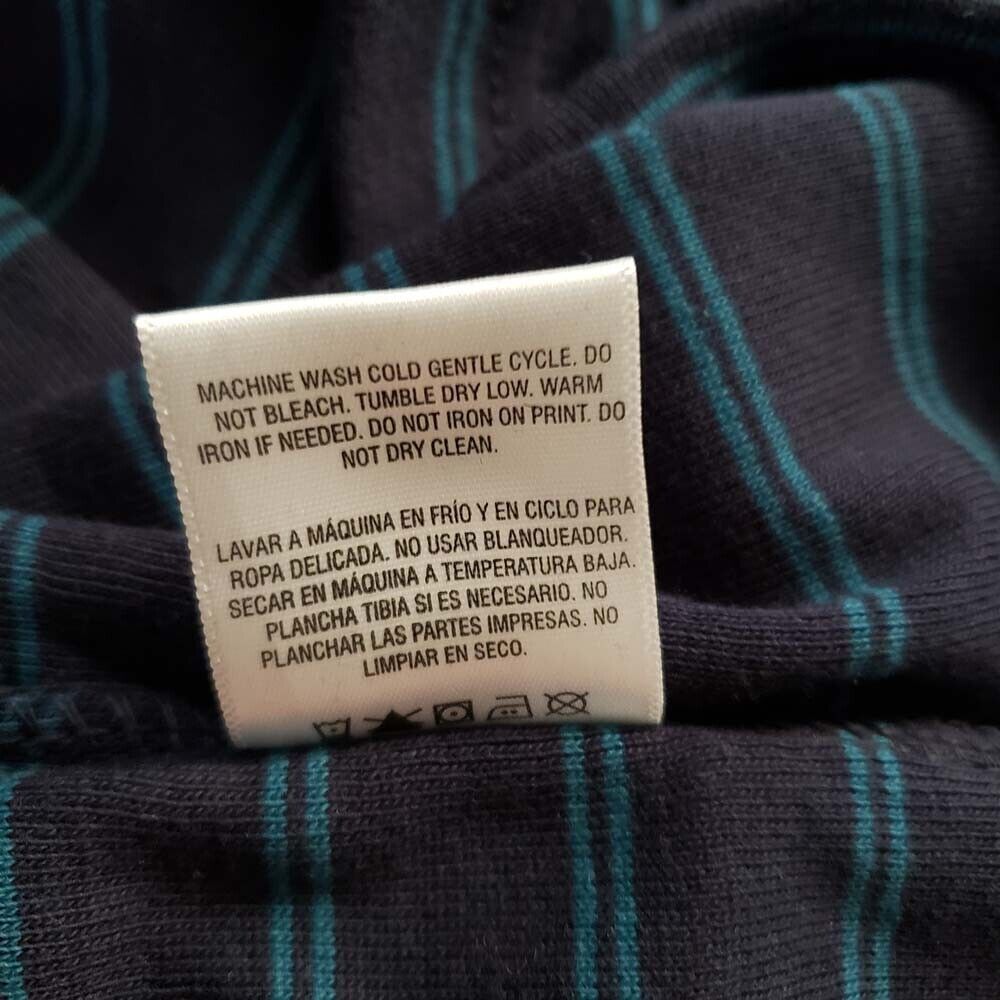 MACHINE WASH COLD GENTLE CYCLE. DO
NOT BLEACH. TUMBLE DRY LOW. WARM
IRON IF NEEDED. DO NOT IRON ON PRINT. DO
NOT DRY CLEAN.
LAVAR A MÁQUINA EN FRÍO Y EN CICLO PARA
ROPA DELICADA. NO USAR BLANQUEADOR.
SECAR EN MÁQUINA A TEMPERATURA BAJA.
PLANCHA TIBIA SI ES NECESARIO. NO
PLANCHAR LAS PARTES IMPRESAS. NO
LIMPIAR EN SECO.